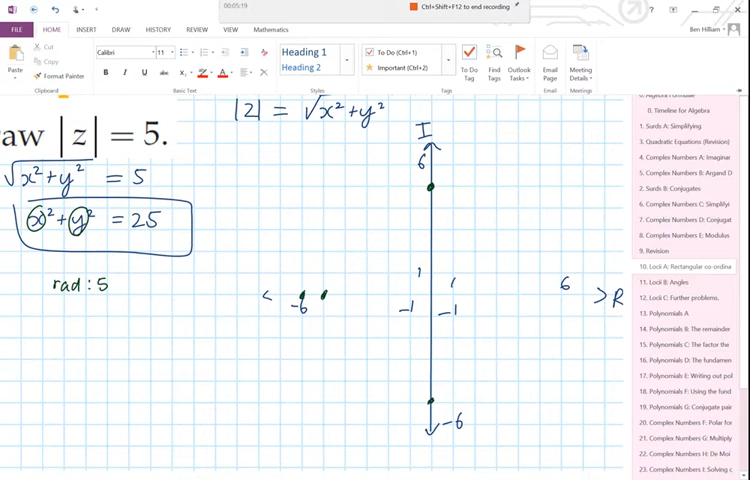 00:05:19
Ctrl+Shift+F12 to end recording
?
FILE HOME INSERT DRAW HISTORY REVIEW VIEW Mathematics
Ben Hilliam
Paste
Cut
Copy
Format Painter
Clipboard
Calibri 11
B I U abc x₂ A
Basic Text
Heading 1
Heading 2
Styles
To Do (Ctrl+1)
Important (Ctrl+2)
To Do Tag
Find Tags
Outlook Tasks
Tags
Email Page
Email
Meeting Details
Meetings
|z| = √x²+y²
aw |z| = 5.
√x²+y² = 5
x²+y² = 25
rad: 5
I
6
1
1
6
< -6
-1
-1
> R
-6
0. Timeline for Algebra
1. Surds A: Simplifying
2. Quadratic Equations (Revision)
4. Complex Numbers A: Imaginar
5. Complex Numbers B: Argand D
2. Surds B: Conjugates
6. Complex Numbers C: Simplifyi
7. Complex Numbers D: Conjugat
8. Complex Numbers E: Modulus
9. Revision
10. Locii A: Rectangular co-ordina
11. Locii B: Angles
12. Locii C: Further problems.
13. Polynomials A
14. Polynomials B: The remainder
15. Polynomials C: The factor the
16. Polynomials D: The fundamen
17. Polynomials E: Writing out pol
18. Polynomials F: Using the fund
19. Polynomials G: Conjugate pair
20. Complex Numbers F: Polar for
21. Complex Numbers G: Multiply
22. Complex Numbers H: De Moi
23. Complex Numbers I: Solving c